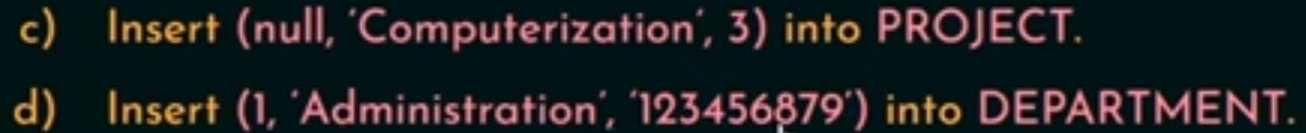 c) Insert (null, ‘Computerization’, 3) into PROJECT.
d) Insert (1, ‘Administration’, ‘123456879’) into DEPARTMENT.